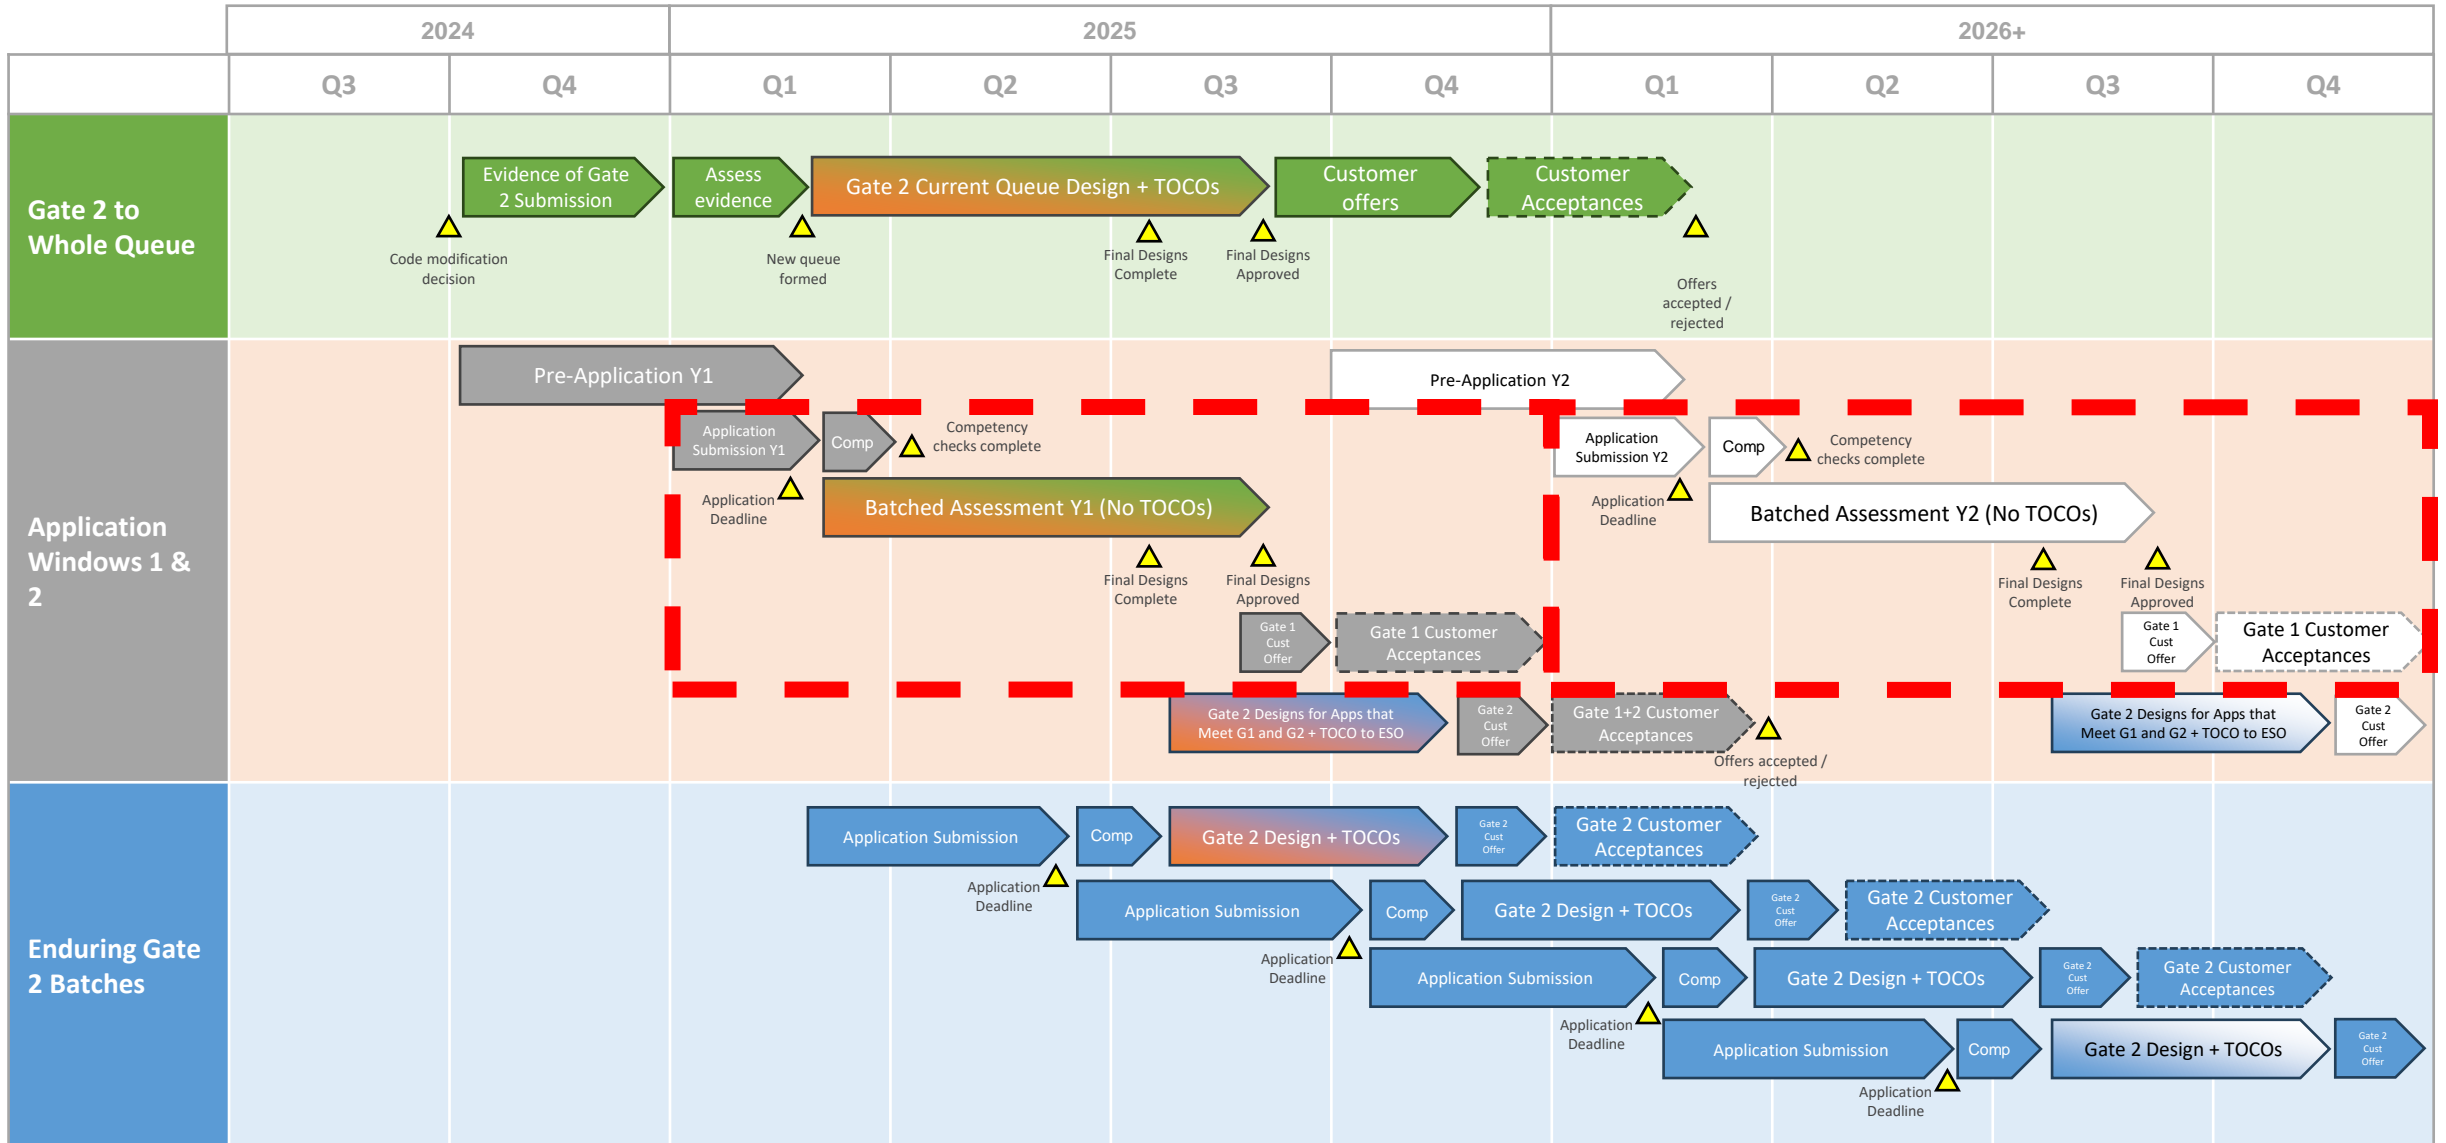 2024
2025
2026+
Q3
Q4
Q1
Q2
Q3
Q4
Q1
Q2
Q3
Q4
Gate 2 to
Whole Queue
Evidence of Gate
2 Submission
Assess
evidence
Gate 2 Current Queue Design + TOCOs
Customer
offers
Customer
Acceptances
Code modification
decision
New queue
formed
Final Designs
Complete
Final Designs
Approved
Offers
accepted /
rejected
Application
Windows 1 &
2
Pre-Application Y1
Pre-Application Y2
Application
Submission Y1
Comp
Competency
checks complete
Application
Submission Y2
Comp
Competency
checks complete
Application
Deadline
Batched Assessment Y1 (No TOCOs)
Application
Deadline
Batched Assessment Y2 (No TOCOs)
Final Designs
Complete
Final Designs
Approved
Final Designs
Complete
Final Designs
Approved
Gate 1
Cust
Offer
Gate 1 Customer
Acceptances
Gate 1
Cust
Offer
Gate 1 Customer
Acceptances
Gate 2 Designs for Apps that
Meet G1 and G2 + TOCO to ESO
Gate 2
Cust
Offer
Gate 1+2 Customer
Acceptances
Offers accepted /
rejected
Gate 2 Designs for Apps that
Meet G1 and G2 + TOCO to ESO
Gate 2
Cust
Offer
Enduring Gate
2 Batches
Application Submission
Comp
Gate 2 Design + TOCOs
Gate 2
Cust
Offer
Gate 2 Customer
Acceptances
Application
Deadline
Application Submission
Comp
Gate 2 Design + TOCOs
Gate 2
Cust
Offer
Gate 2 Customer
Acceptances
Application
Deadline
Application Submission
Comp
Gate 2 Design + TOCOs
Gate 2
Cust
Offer
Gate 2 Customer
Acceptances
Application
Deadline
Application Submission
Comp
Gate 2 Design + TOCOs
Gate 2
Cust
Offer
Application
Deadline